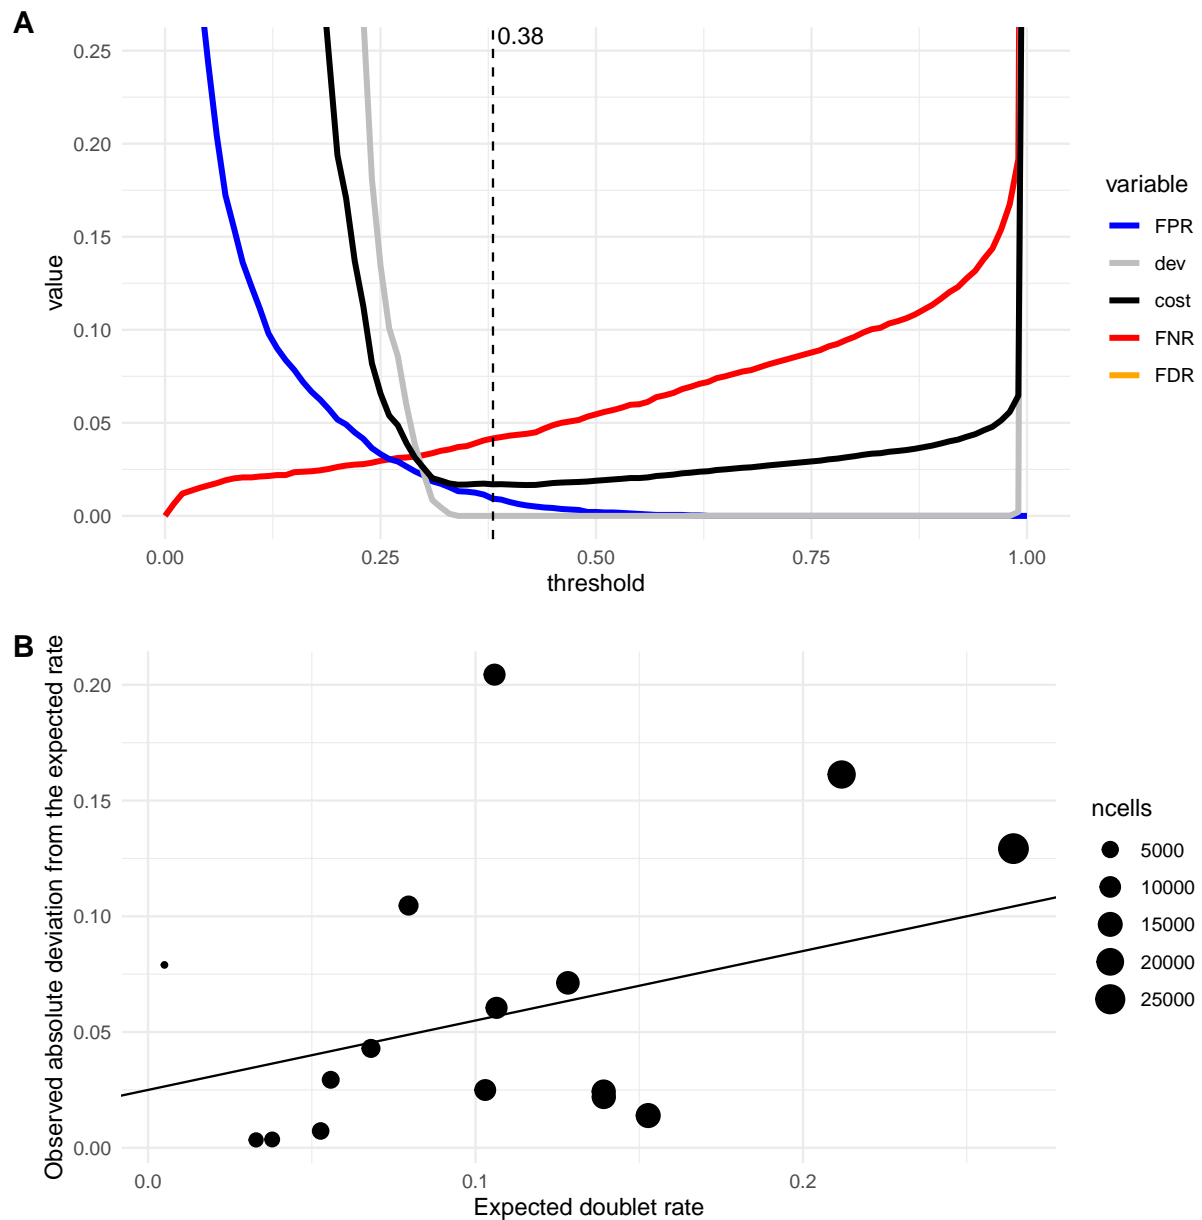 A
0.38
0.25
0.20
0.15
0.10
0.05
0.00
value
0.00 0.25 0.50 0.75 1.00
threshold
variable
FPR
dev
cost
FNR
FDR
B
Observed absolute deviation from the expected rate
0.20
0.15
0.10
0.05
0.00
0.0 0.1 0.2
Expected doublet rate
ncells
5000
10000
15000
20000
25000